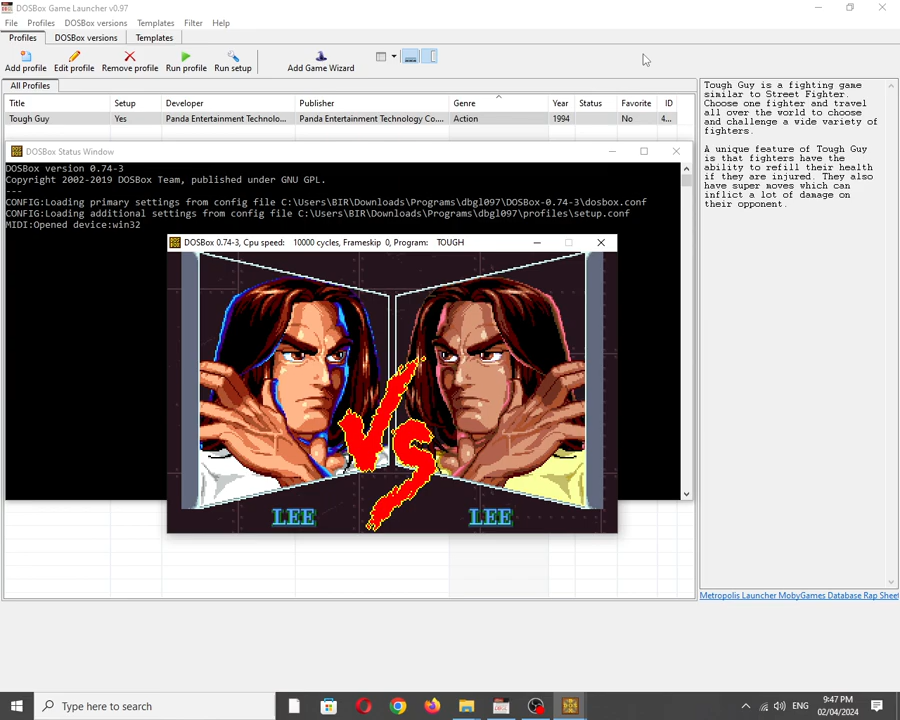 DOSBox Game Launcher v0.97
File Profiles DOSBox versions Templates Filter Help
Profiles DOSBox versions Templates
Add profile Edit profile Remove profile Run profile Run setup Add Game Wizard
All Profiles
Title Setup Developer Publisher Genre Year Status Favorite ID
Tough Guy Yes Panda Entertainment Technolo... Panda Entertainment Technology Co.... Action 1994 No 4...
Tough Guy is a fighting game
similar to Street Fighter.
Choose one fighter and travel
all over the world to choose
and challenge a wide variety of
fighters.
A unique feature of Tough Guy
is that fighters have the
ability to refill their health
if they are injured. They also
have super moves which can
inflict a lot of damage on
their opponent.
DOSBox Status Window
DOSBox version 0.74-3
Copyright 2002-2019 DOSBox Team, published under GNU GPL.
---
CONFIG:Loading primary settings from config file C:\Users\BIR\Downloads\Programs\dbgl097\DOSBox-0.74-3\dosbox.conf
CONFIG:Loading additional settings from config file C:\Users\BIR\Downloads\Programs\dbgl097\profiles\setup.conf
MIDI:Opened device:win32
DOSBox 0.74-3, Cpu speed: 10000 cycles, Frameskip 0, Program: TOUGH
VS
LEE LEE
Metropolis Launcher MobyGames Database Rap Sheet
Type here to search
ENG
9:47 PM
02/04/2024